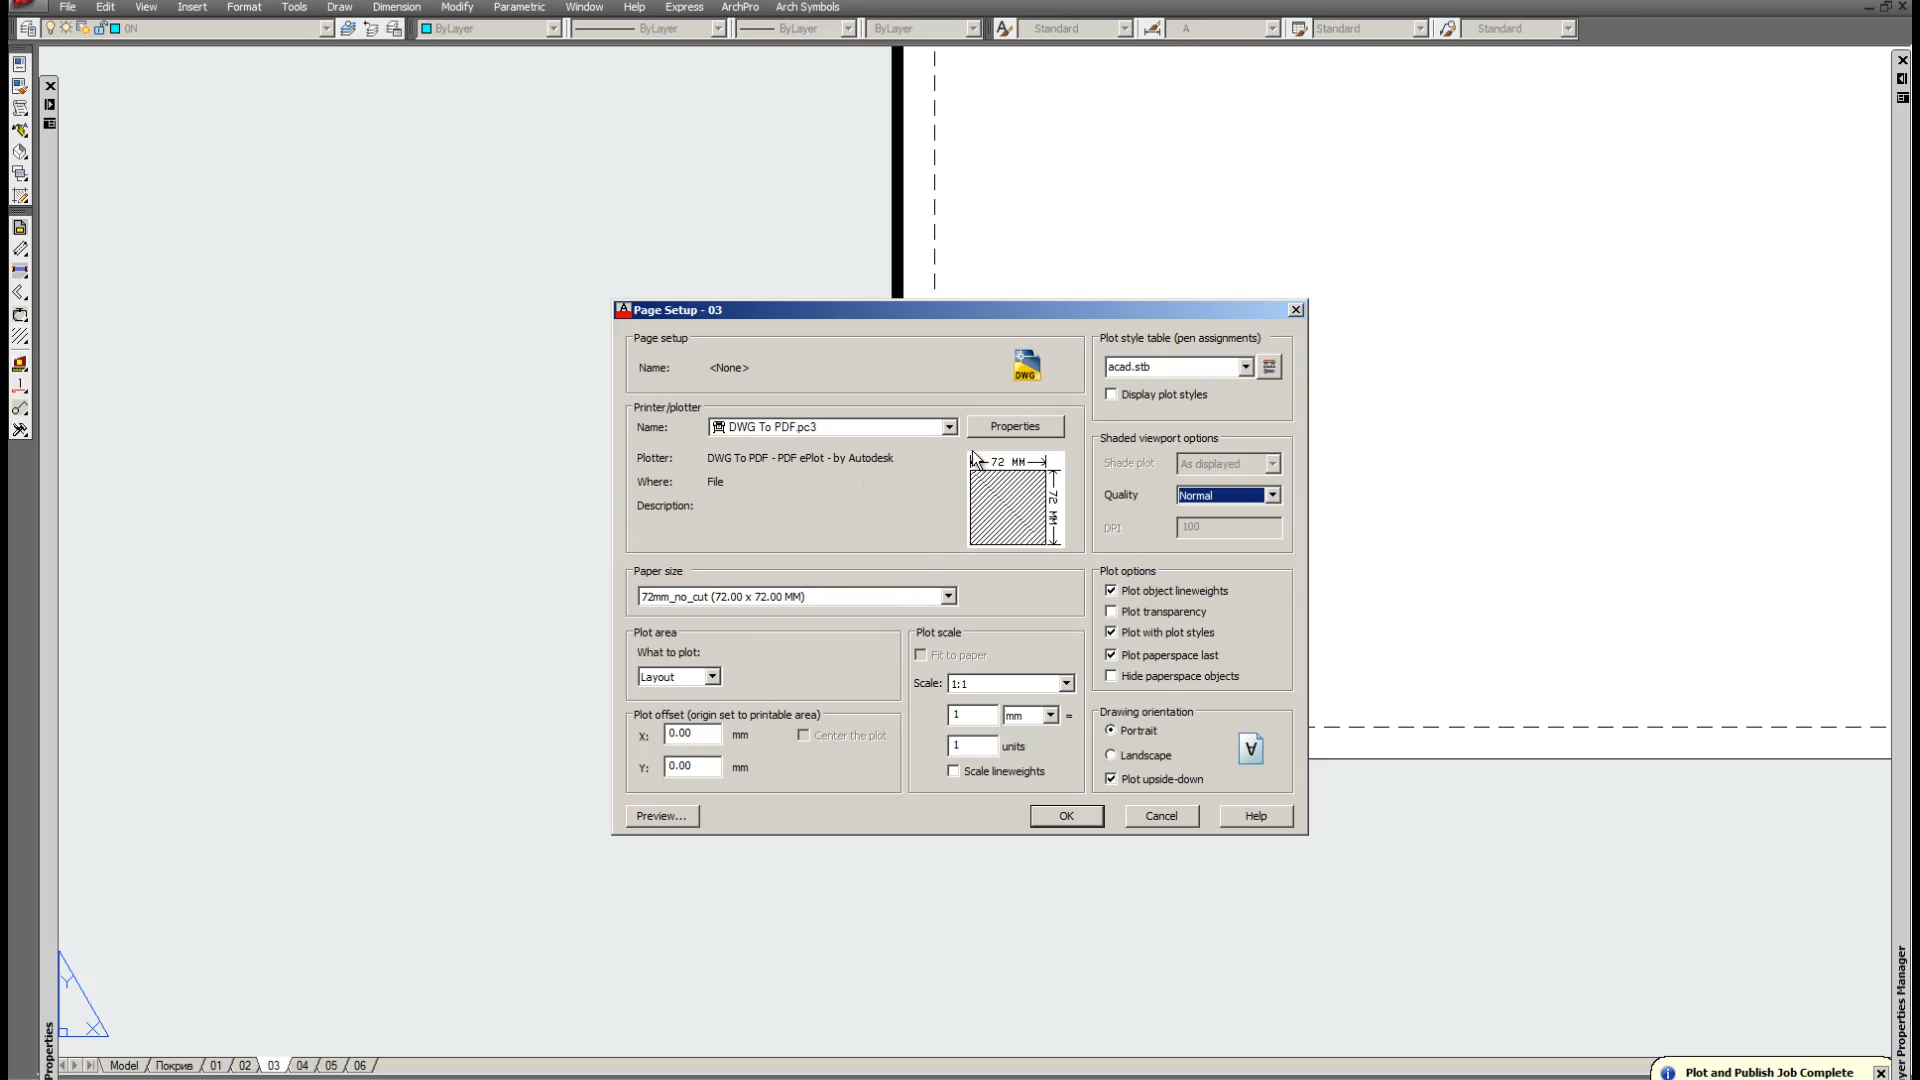 File Edit View Insert Format Tools Draw Dimension Modify Parametric Window Help Express ArchPro Arch Symbols
0N ByLayer ByLayer ByLayer ByLayer Standard A Standard Standard
Page Setup - 03
Page setup
Name: <None>
DWG
Plot style table (pen assignments)
acad.stb
Display plot styles
Printer/plotter
Name: DWG To PDF.pc3 Properties
Plotter: DWG To PDF - PDF ePlot - by Autodesk
Where: File
Description:
72 MM
72 MM
Shaded viewport options
Shade plot As displayed
Quality Normal
DPI 100
Paper size
72mm_no_cut (72.00 x 72.00 MM)
Plot area
What to plot:
Layout
Plot offset (origin set to printable area)
X: 0.00 mm Center the plot
Y: 0.00 mm
Plot scale
Fit to paper
Scale: 1:1
1 mm =
1 units
Scale lineweights
Plot options
Plot object lineweights
Plot transparency
Plot with plot styles
Plot paperspace last
Hide paperspace objects
Drawing orientation
Portrait
Landscape
Plot upside-down
A
Preview... OK Cancel Help
Y
X
Properties
Model Покрив 01 02 03 04 05 06
yer Properties Manager
Plot and Publish Job Complete